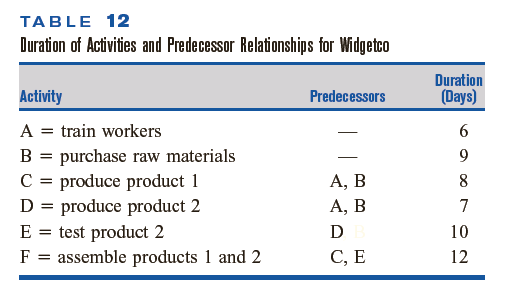 TABLE 12
Duration of Activities and Predecessor Relationships for Widgetco
Activity Predecessors Duration (Days)
A = train workers — 6
B = purchase raw materials — 9
C = produce product 1 A, B 8
D = produce product 2 A, B 7
E = test product 2 D 10
F = assemble products 1 and 2 C, E 12